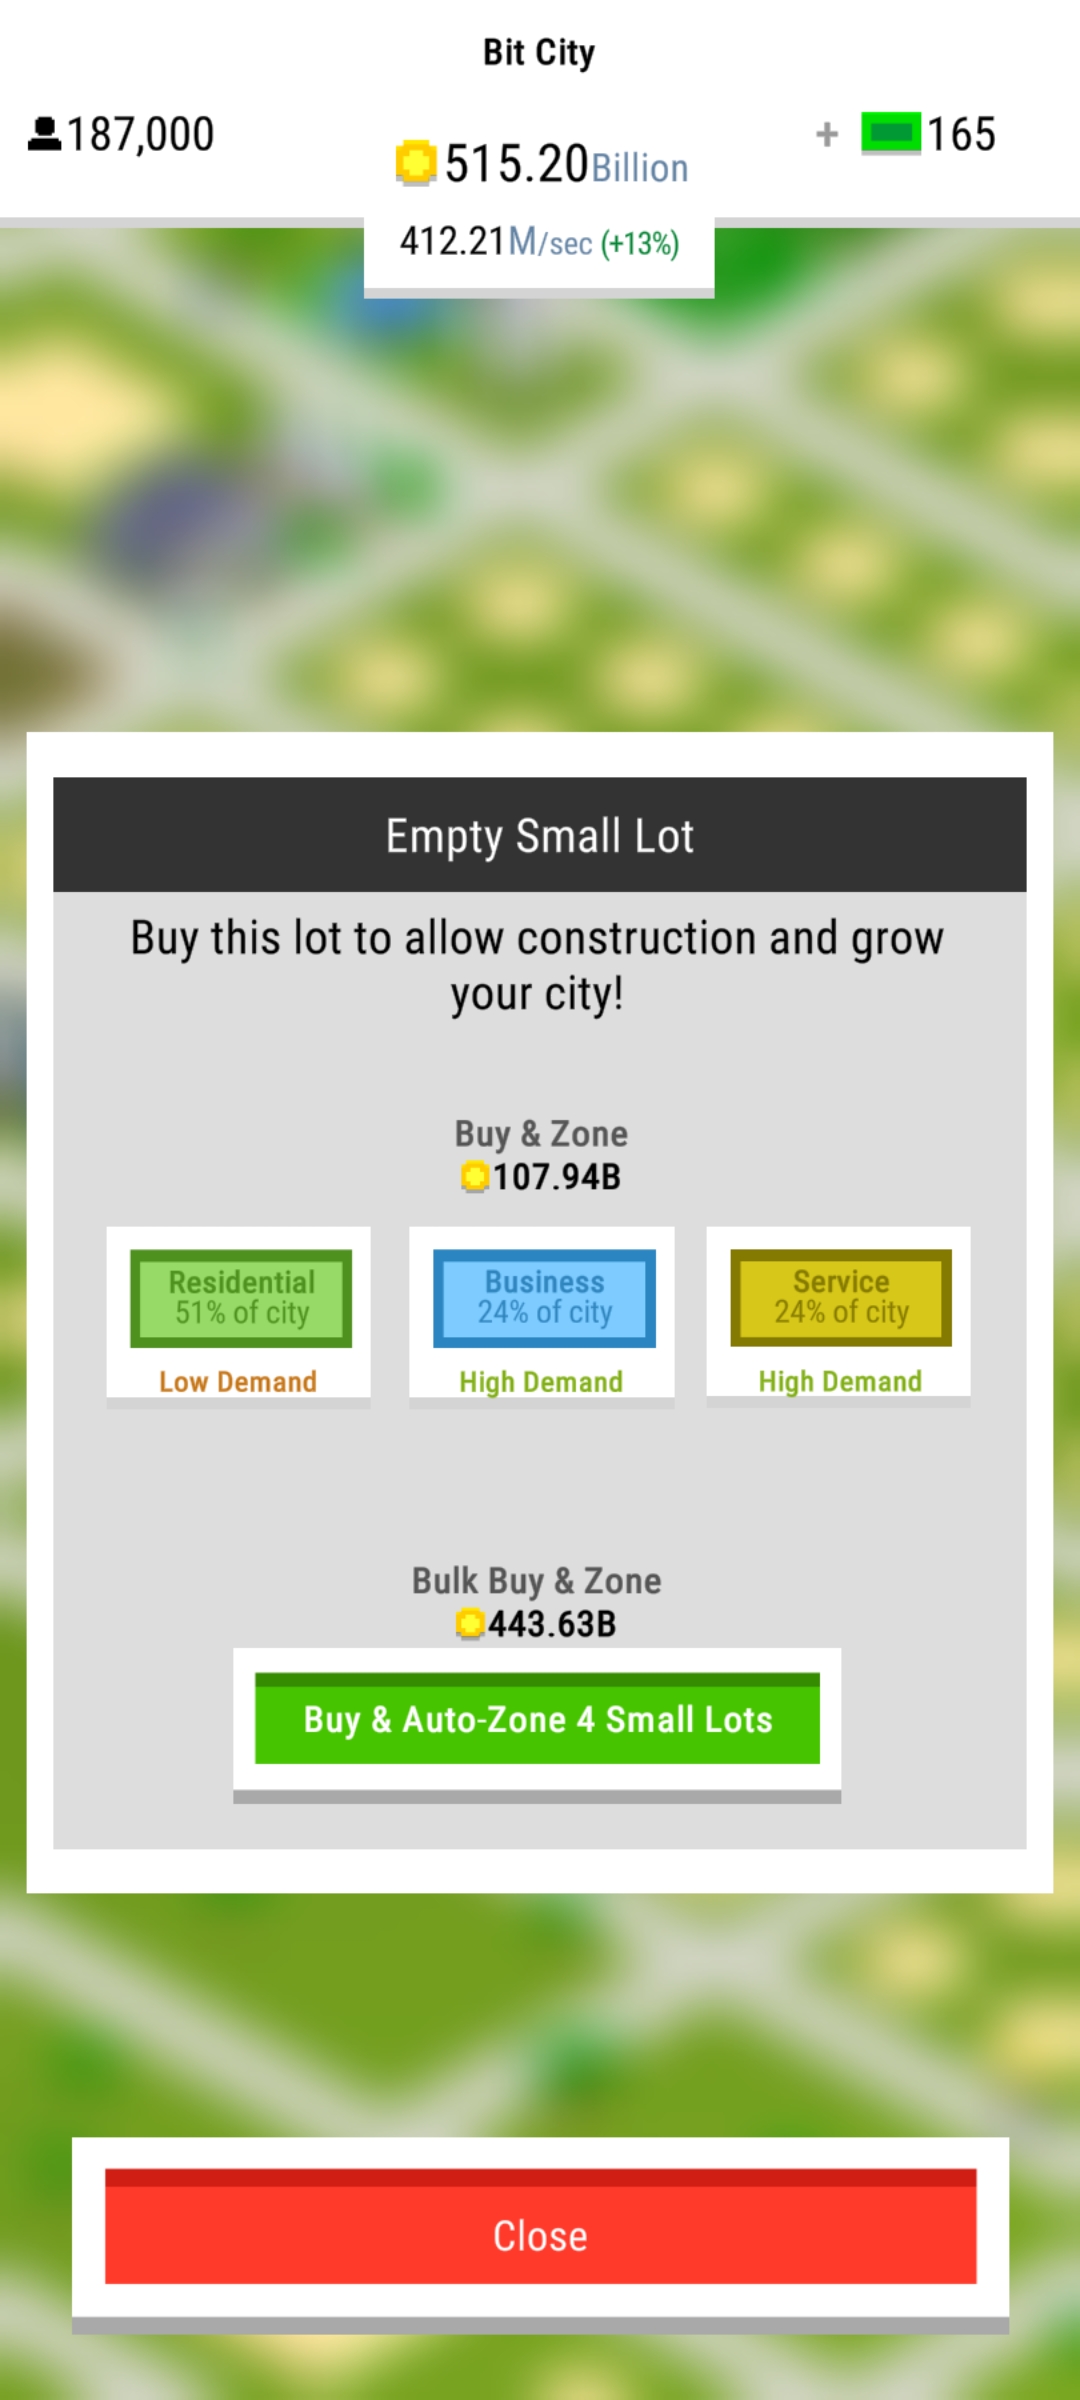 Bit City
187,000
515.20Billion
+ 165
412.21M/sec (+13%)
Empty Small Lot
Buy this lot to allow construction and grow
your city!
Buy & Zone
107.94B
Residential
51% of city
Low Demand
Business
24% of city
High Demand
Service
24% of city
High Demand
Bulk Buy & Zone
443.63B
Buy & Auto-Zone 4 Small Lots
Close